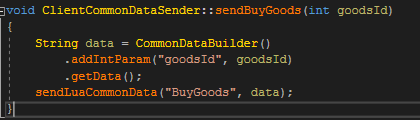 void ClientCommonDataSender::sendBuyGoods(int goodsId)
{
    String data = CommonDataBuilder()
        .addIntParam("goodsId", goodsId)
        .getData();
    sendLuaCommonData("BuyGoods", data);
}